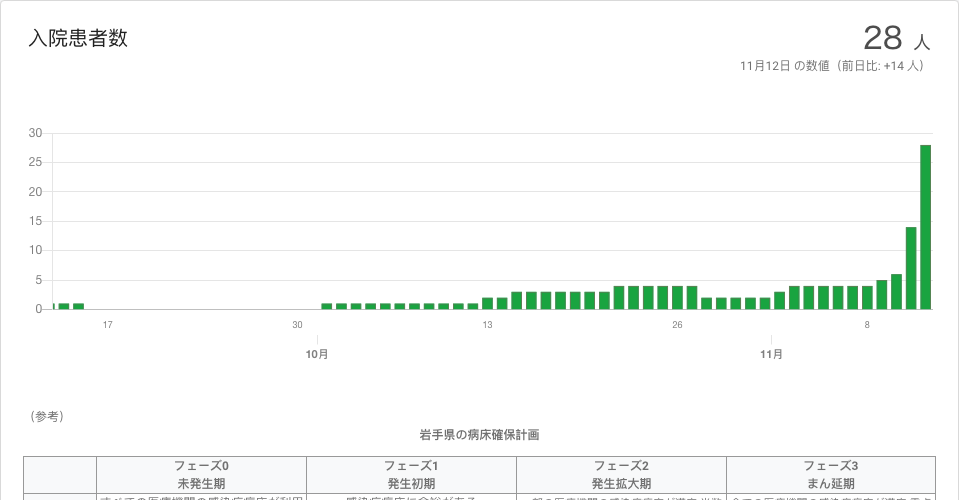 入院患者数
28 人
11月12日 の数値（前日比: +14 人）
30
25
20
15
10
5
0
17 30 13 26 8
10月 11月
（参考）
岩手県の病床確保計画
フェーズ0 フェーズ1 フェーズ2 フェーズ3
未発生期 発生初期 発生拡大期 まん延期